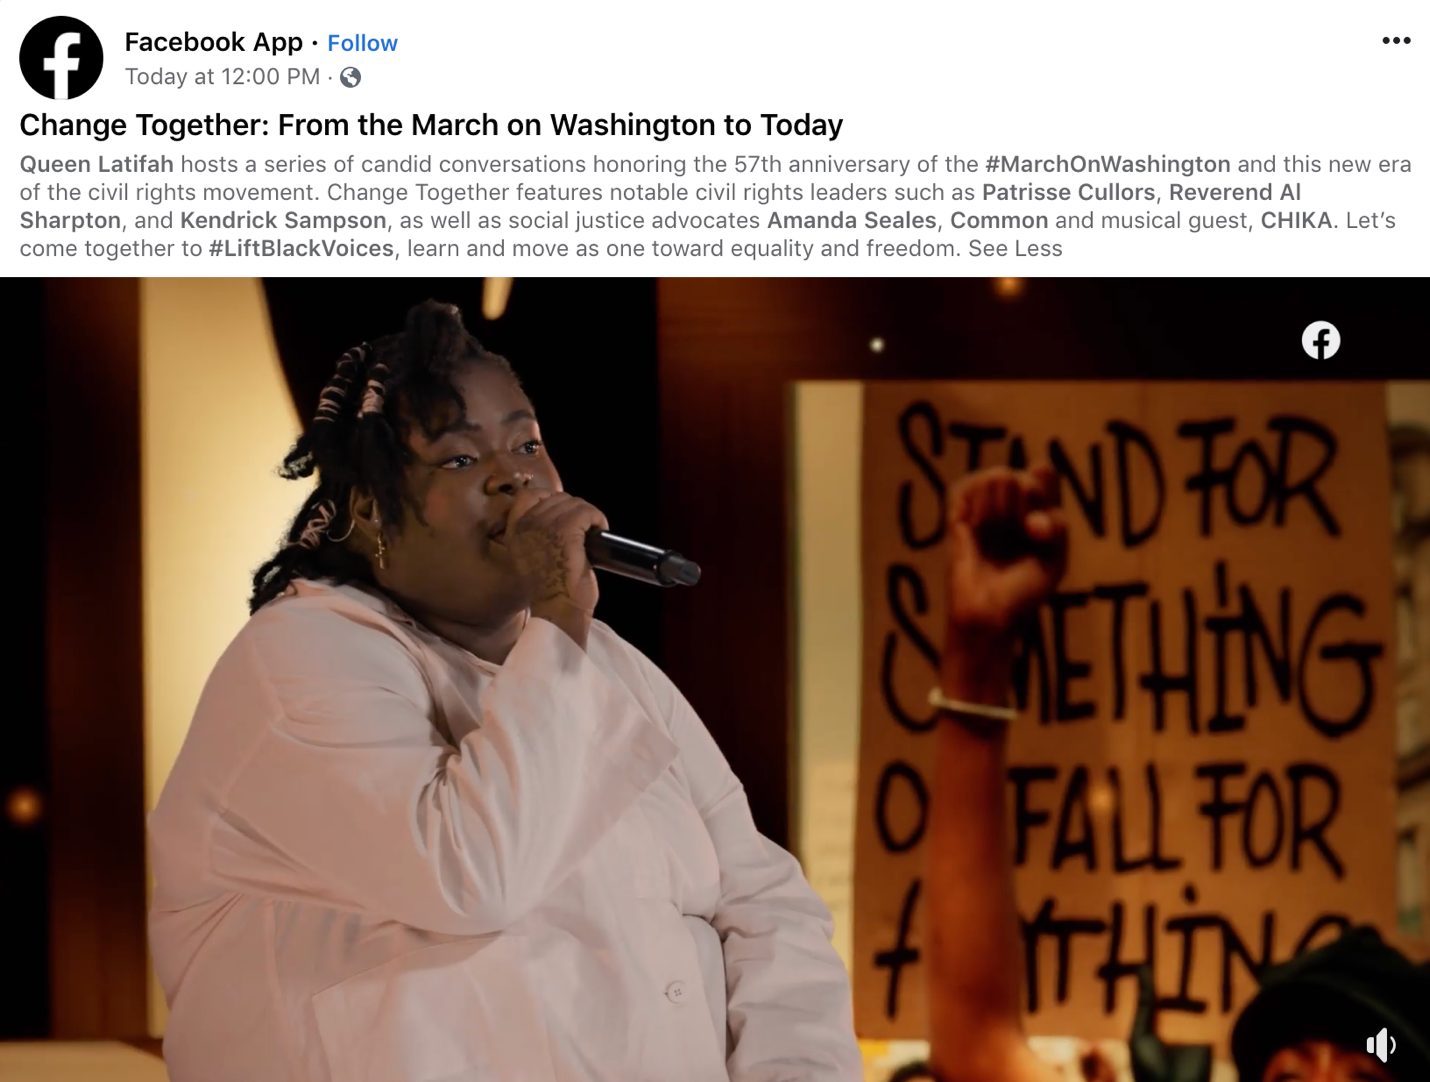 Facebook App · Follow
Today at 12:00 PM ·
Change Together: From the March on Washington to Today
Queen Latifah hosts a series of candid conversations honoring the 57th anniversary of the #MarchOnWashington and this new era
of the civil rights movement. Change Together features notable civil rights leaders such as Patrisse Cullors, Reverend Al
Sharpton, and Kendrick Sampson, as well as social justice advocates Amanda Seales, Common and musical guest, CHIKA. Let’s
come together to #LiftBlackVoices, learn and move as one toward equality and freedom. See Less
STAND FOR
SOMETHING
OR FALL FOR
ANYTHING